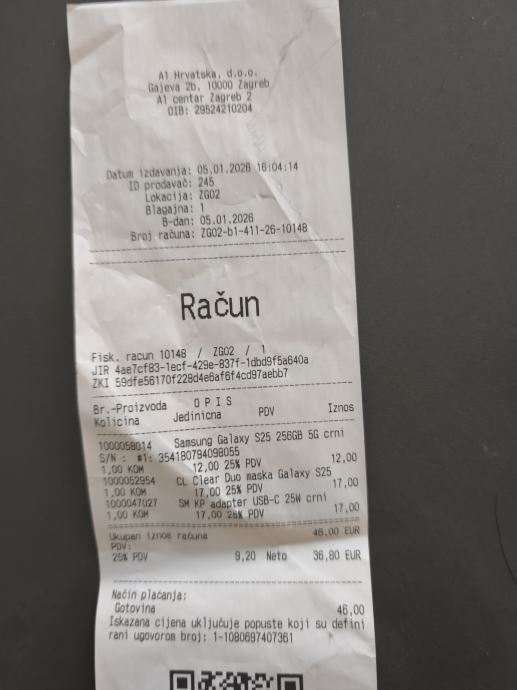 A1 Hrvatska, d.o.o.
Gajeva 2b, 10000 Zagreb
A1 centar Zagreb 2
OIB: 29524210204
Datum izdavanja: 05.01.2026 16:04:14
ID prodavač: 245
Lokacija: ZG02
Blagajna: 1
B-dan: 05.01.2026
Broj računa: ZG02-b1-411-26-10148
Račun
Fisk. racun 10148 / ZG02 / 1
JIR 4ae7cf83-1ecf-429e-837f-1dbd9f5a640a
ZKI 59dfe56170f228d4e6af6f4cd97aebb7
Br.-Proizvoda O P I S
Količina Jedinična PDV Iznos
1000058014 Samsung Galaxy S25 256GB 5G crni
S/N : #1: 354180794098055
1,00 KOM 12,00 25% PDV 12,00
1000052954 CL Clear Duo maska Galaxy S25
1,00 KOM 17,00 25% PDV 17,00
1000047027 SM KP adapter USB-C 25W crni
1,00 KOM 17,00 25% PDV 17,00
Ukupan iznos računa 46,00 EUR
PDV:
25% PDV 9,20 Neto 36,80 EUR
Način plaćanja:
Gotovina 46,00
Iskazana cijena uključuje popuste koji su defini
rani ugovorom broj: 1-1080697407361